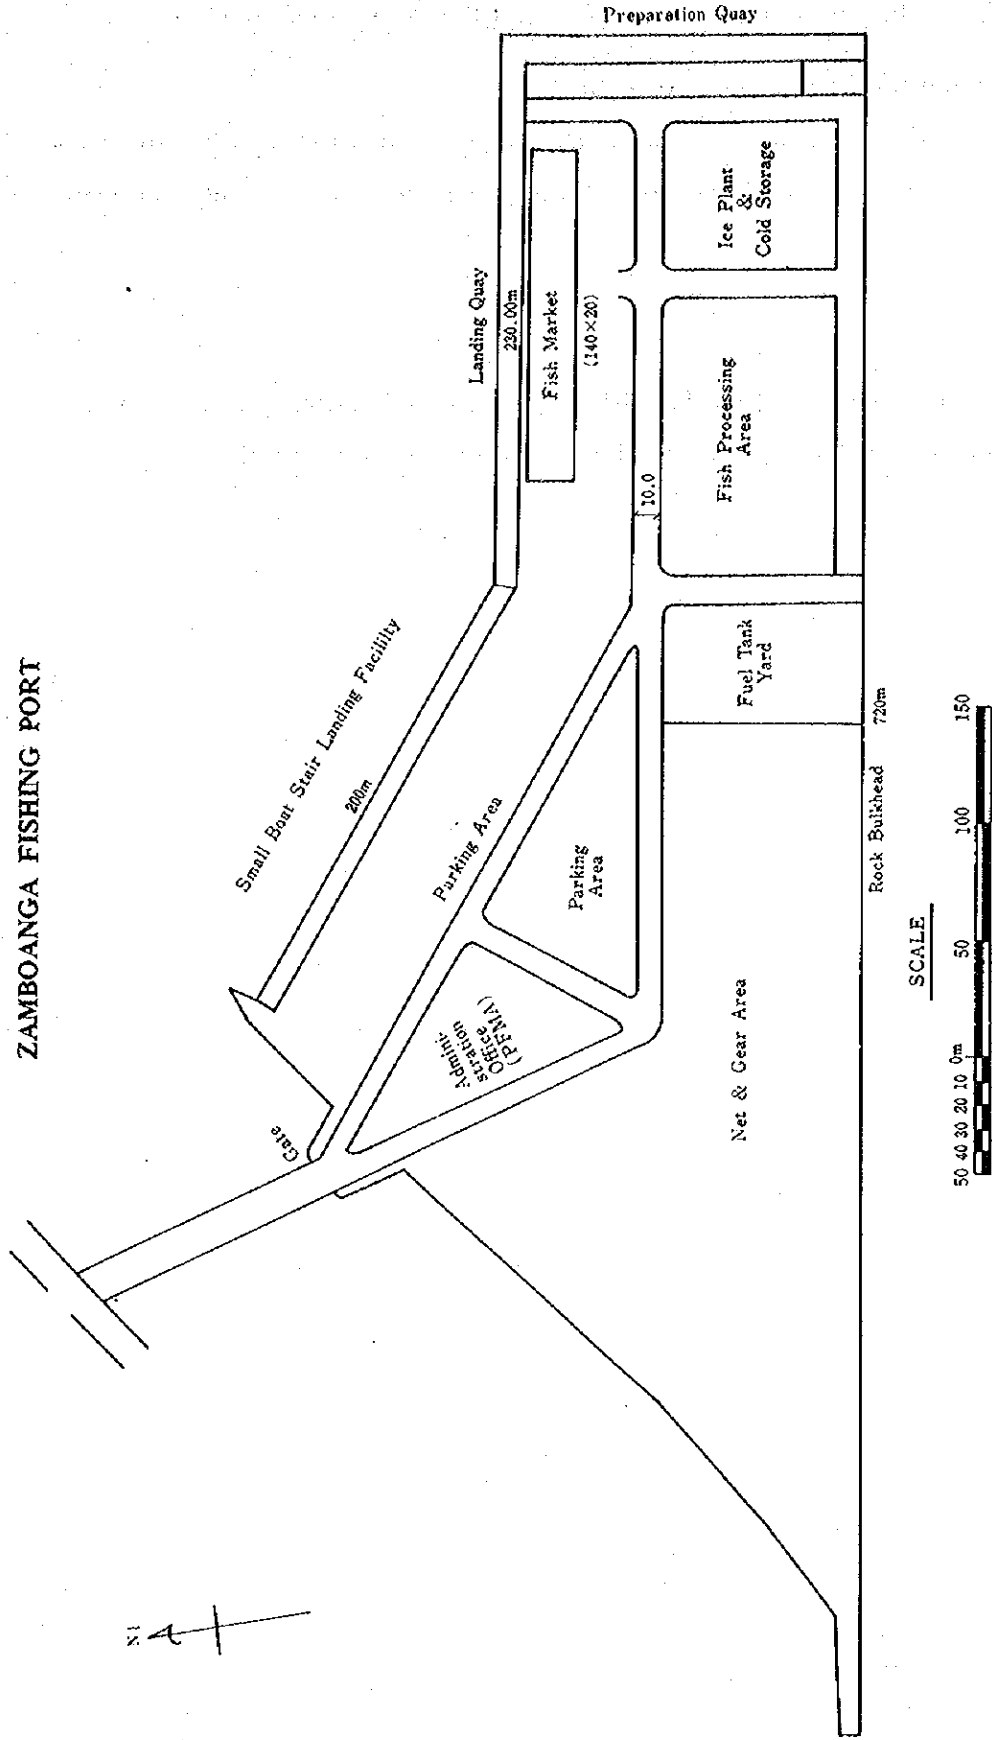 ZAMBOANGA FISHING PORT
N
Gate
Small Boat Stair Landing Facililty
200m
Landing Quay
230.00m
Fish Market
(140×20)
Preparation Quay
Parking Area
Admini-
stration
Office
(PFMA)
Parking
Area
10.0
Ice Plant
&
Cold Storage
Fish Processing
Area
Fuel Tank
Yard
Net & Gear Area
Rock Bulkhead 720m
SCALE
50 40 30 20 10 0m 50 100 150